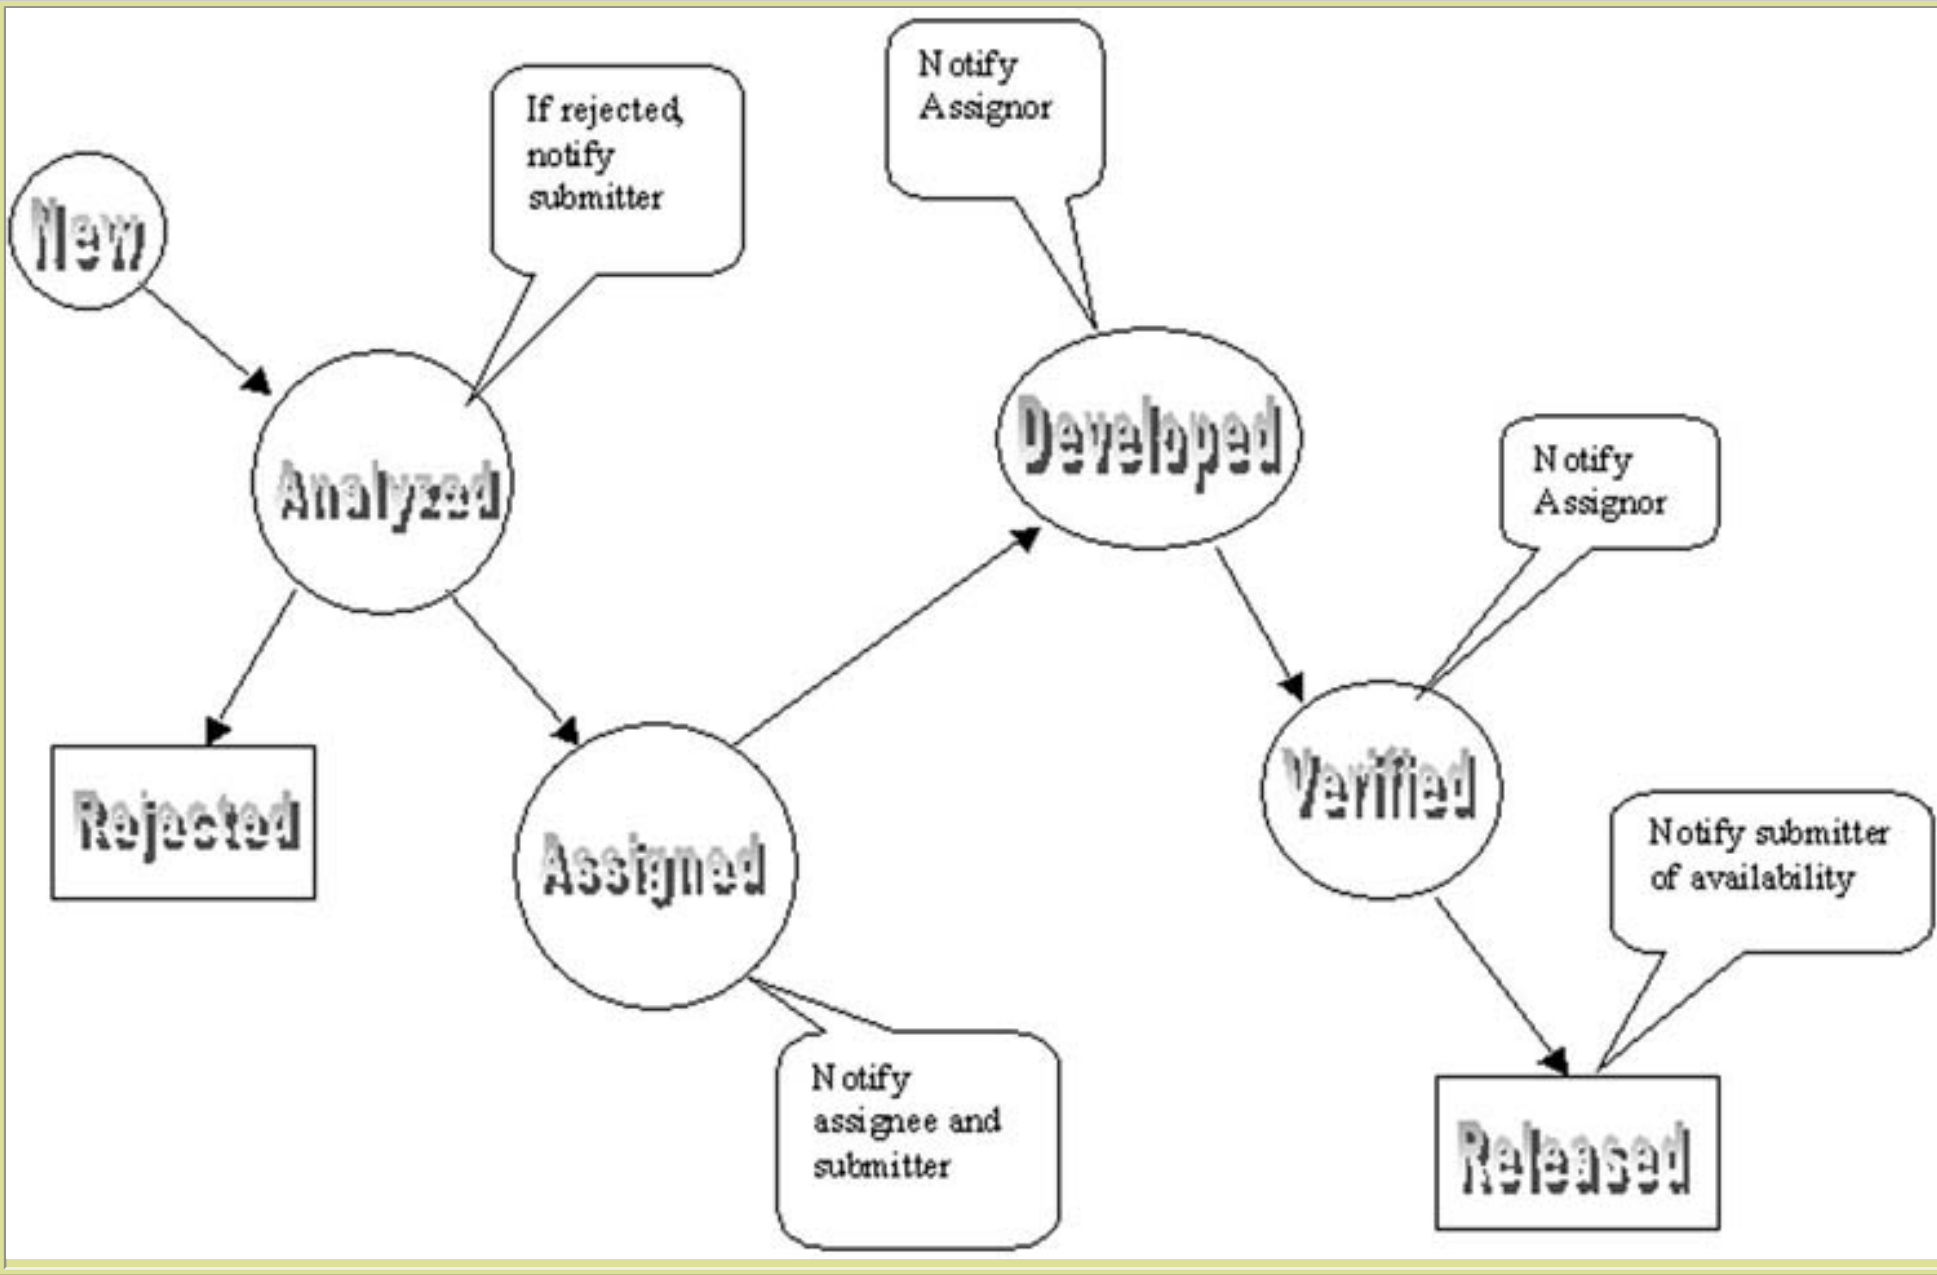 Notify
Assignor
If rejected,
notify
submitter
New
Developed
Analyzed
Notify
Assignor
Verified
Rejected
Assigned
Notify submitter
of availability
Notify
assignee and
submitter
Released